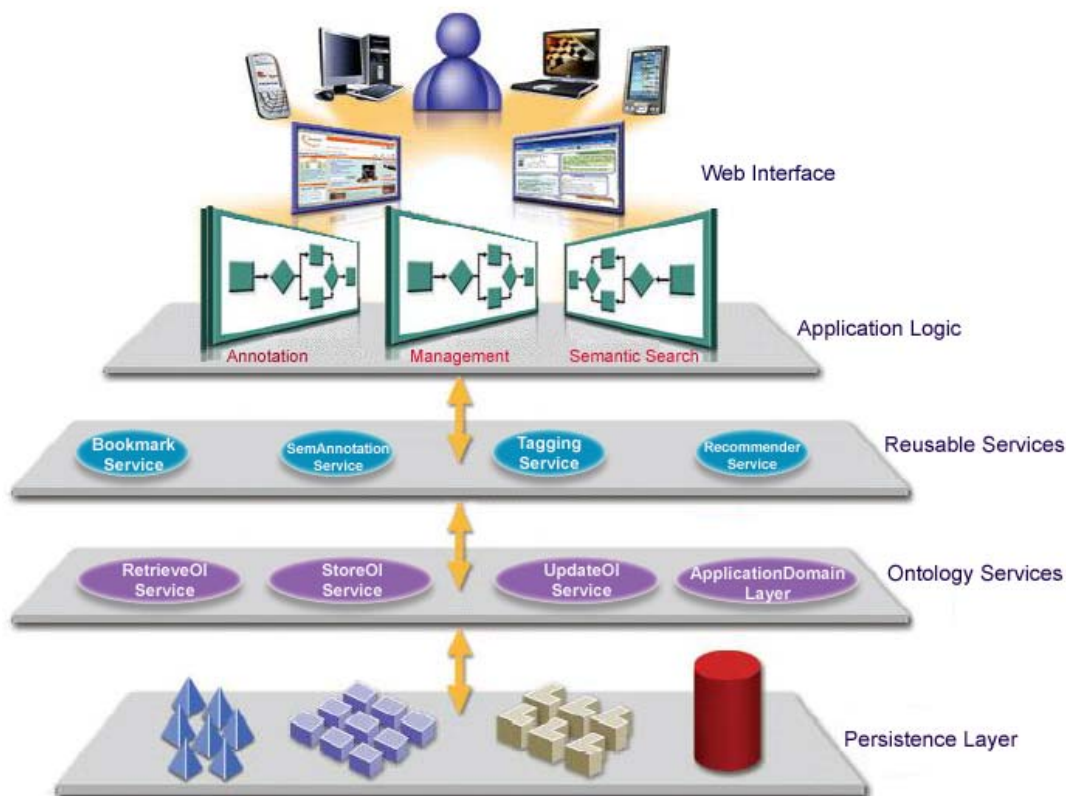 Web Interface
Application Logic
Annotation
Management
Semantic Search
Reusable Services
Bookmark
Service
SemAnnotation
Service
Tagging
Service
Recommender
Service
Ontology Services
RetrieveOI
Service
StoreOI
Service
UpdateOI
Service
ApplicationDomain
Layer
Persistence Layer